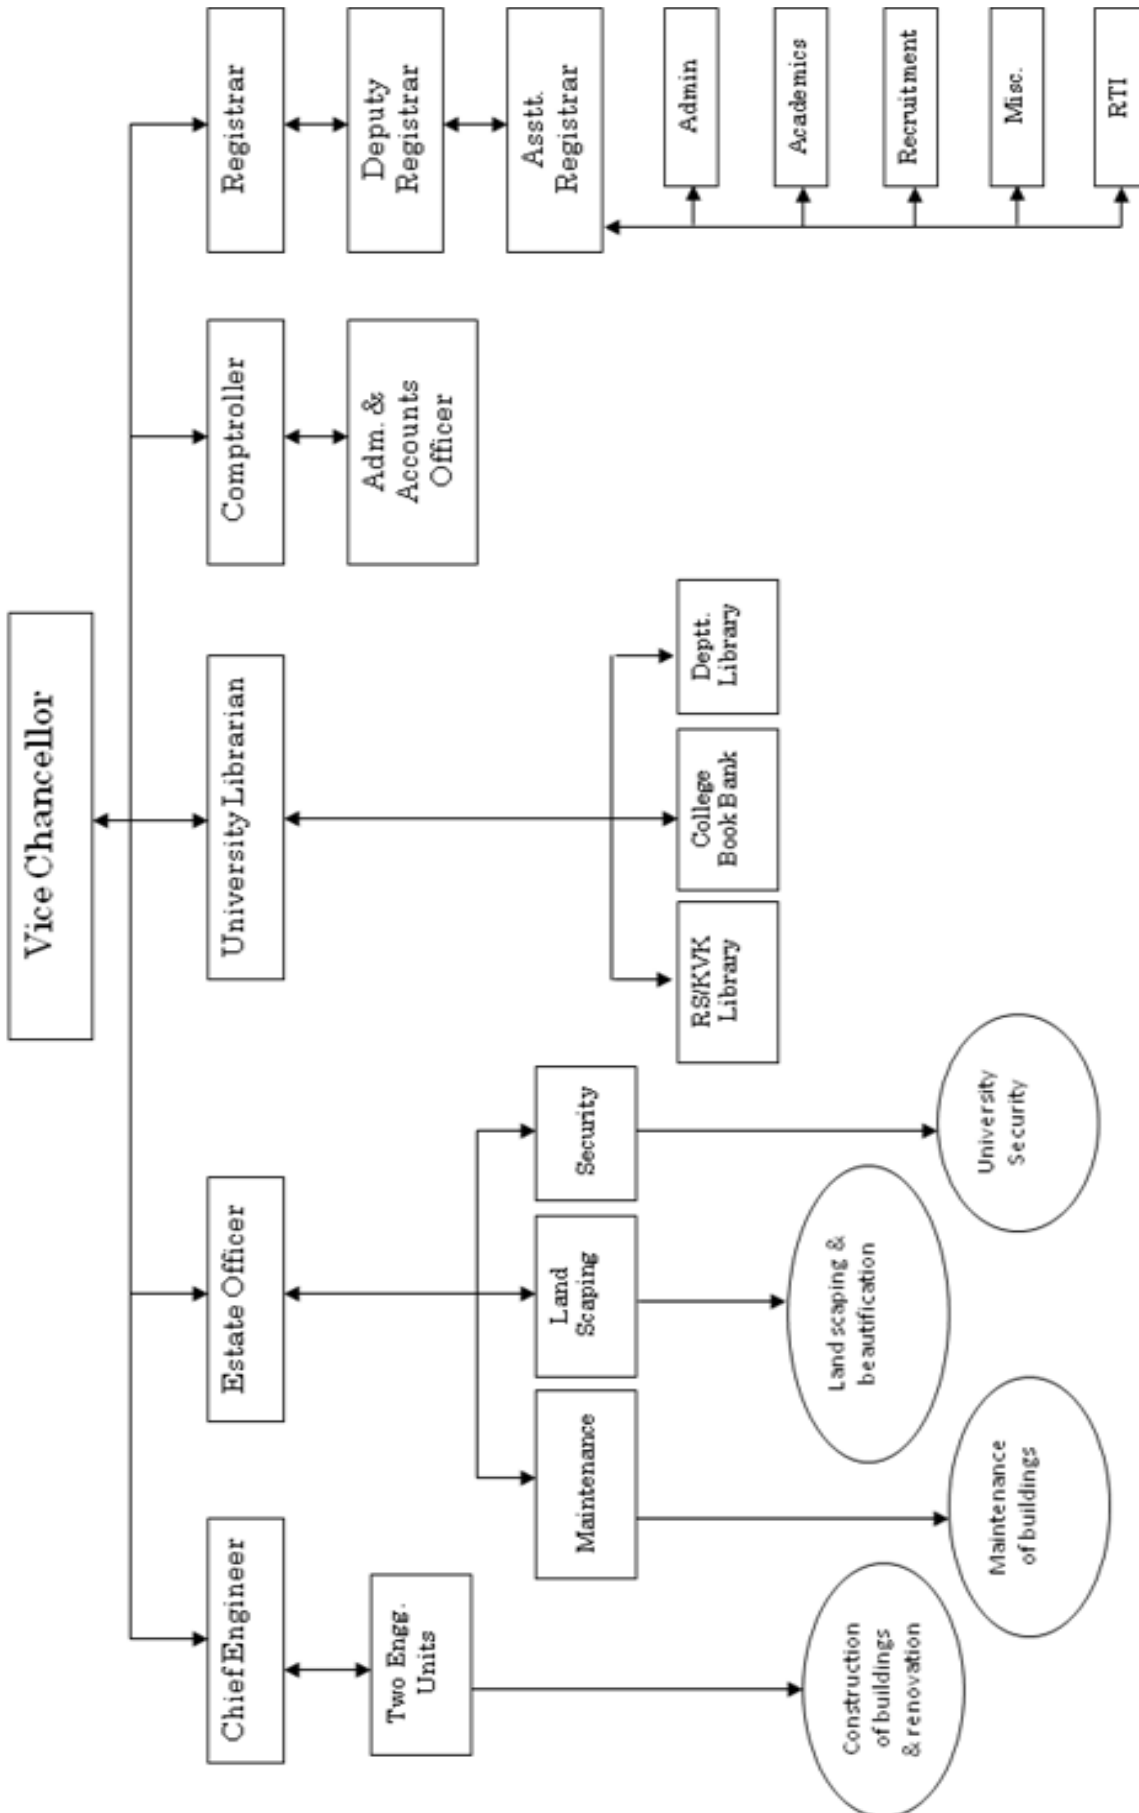 Vice Chancellor
Chief Engineer
Estate Officer
University Librarian
Comptroller
Registrar
Two Engg.
Units
Adm. &
Accounts
Officer
Deputy
Registrar
Maintenance
Land
Scaping
Security
Asstt.
Registrar
RS/KVK
Library
College
Book Bank
Deptt.
Library
Admin
Academics
Recruitment
Misc.
RTI
Construction
of buildings
& renovation
Maintenance
of buildings
Land scaping &
beautification
University
Security